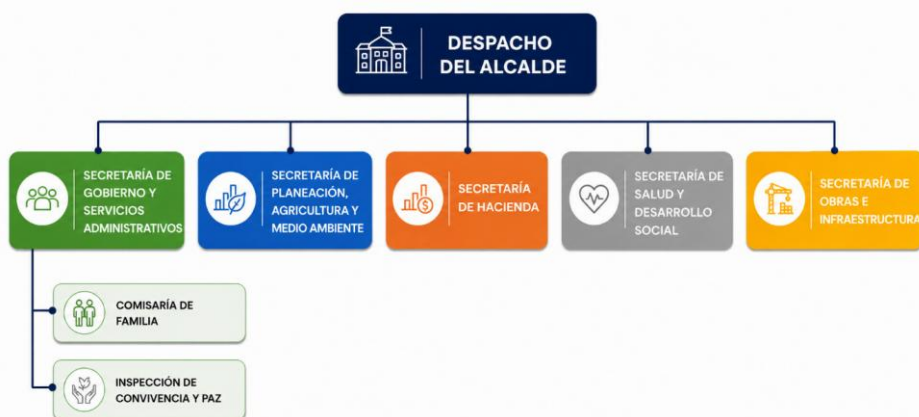 DESPACHO
DEL ALCALDE
SECRETARÍA DE
GOBIERNO Y
SERVICIOS
ADMINISTRATIVOS
SECRETARÍA DE
PLANEACIÓN,
AGRICULTURA Y
MEDIO AMBIENTE
SECRETARÍA
DE HACIENDA
SECRETARÍA DE
SALUD Y
DESARROLLO
SOCIAL
SECRETARÍA DE
OBRAS E
INFRAESTRUCTURA
COMISARÍA DE
FAMILIA
INSPECCIÓN DE
CONVIVENCIA Y PAZ